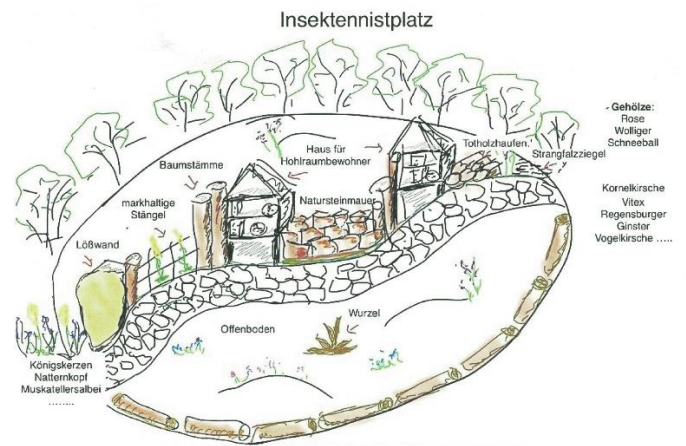 Insektennistplatz
- Gehölze:
Rose
Wolliger
Schneeball
Kornelkirsche
Vitex
Regensburger
Ginster
Vogelkirsche .....
Totholzhaufen.'
Strangfalzziegel
Haus für
Hohlraumbewohner
Baumstämme
Natursteinmauer
markhaltige
Stängel
Lößwand
Wurzel
Offenboden
Königskerzen
Natternkopf
Muskatellersalbei
........